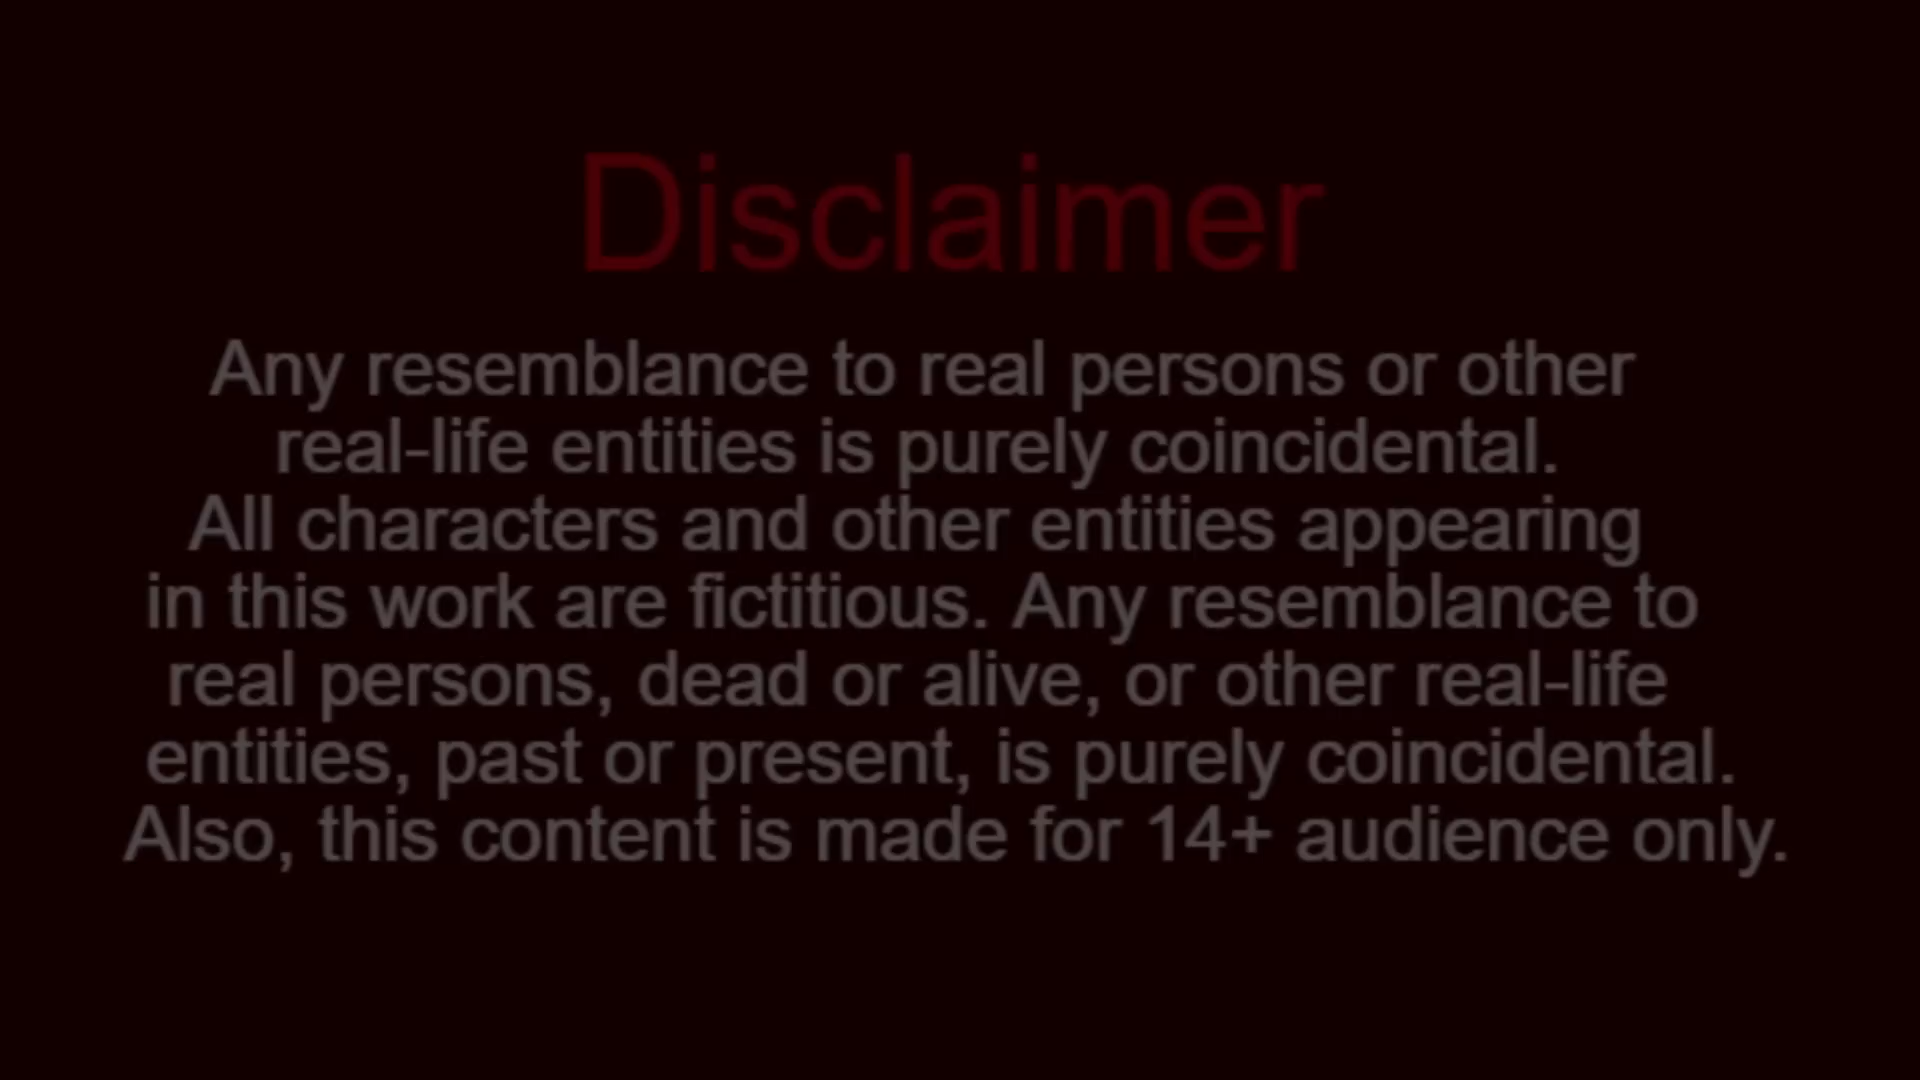 Disclaimer
Any resemblance to real persons or other
real-life entities is purely coincidental.
All characters and other entities appearing
in this work are fictitious. Any resemblance to
real persons, dead or alive, or other real-life
entities, past or present, is purely coincidental.
Also, this content is made for 14+ audience only.